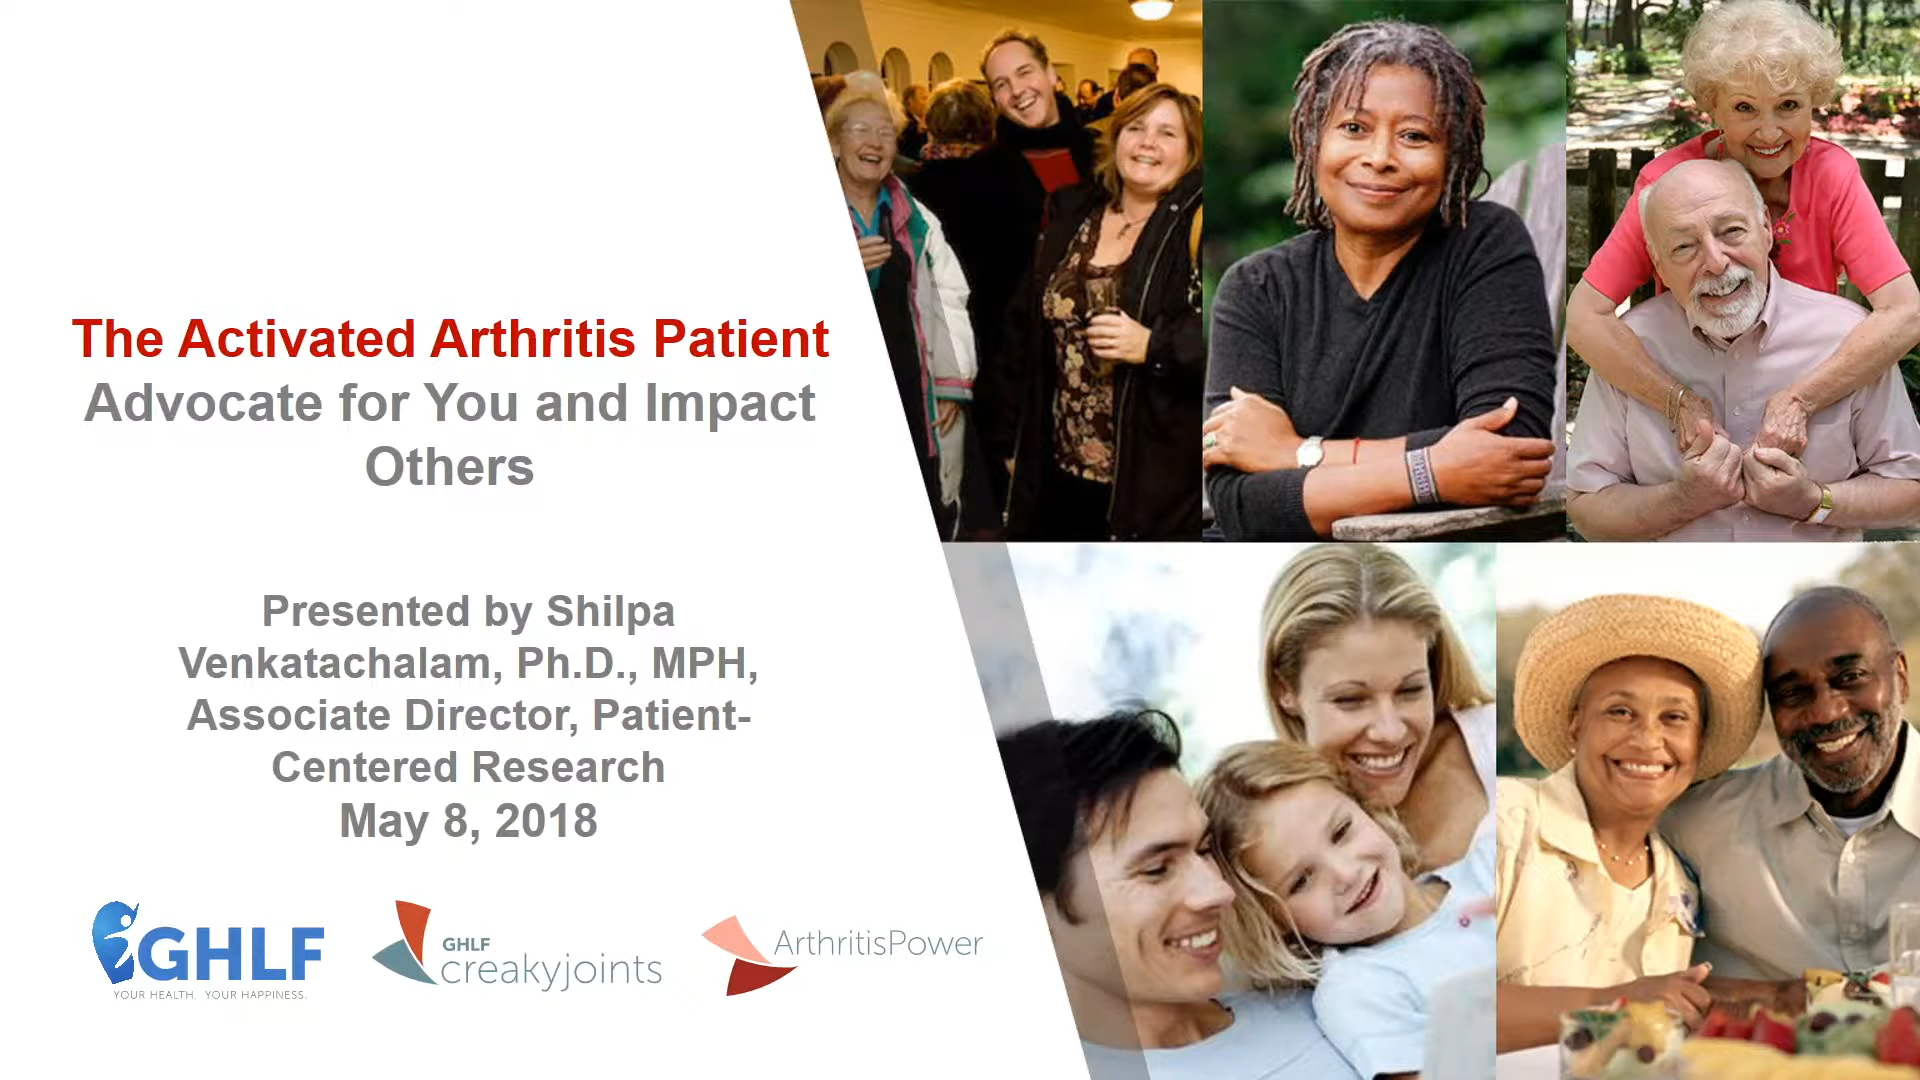 The Activated Arthritis Patient
Advocate for You and Impact
Others
Presented by Shilpa
Venkatachalam, Ph.D., MPH,
Associate Director, Patient-
Centered Research
May 8, 2018
GHLF
YOUR HEALTH. YOUR HAPPINESS.
GHLF
creakyjoints
ArthritisPower